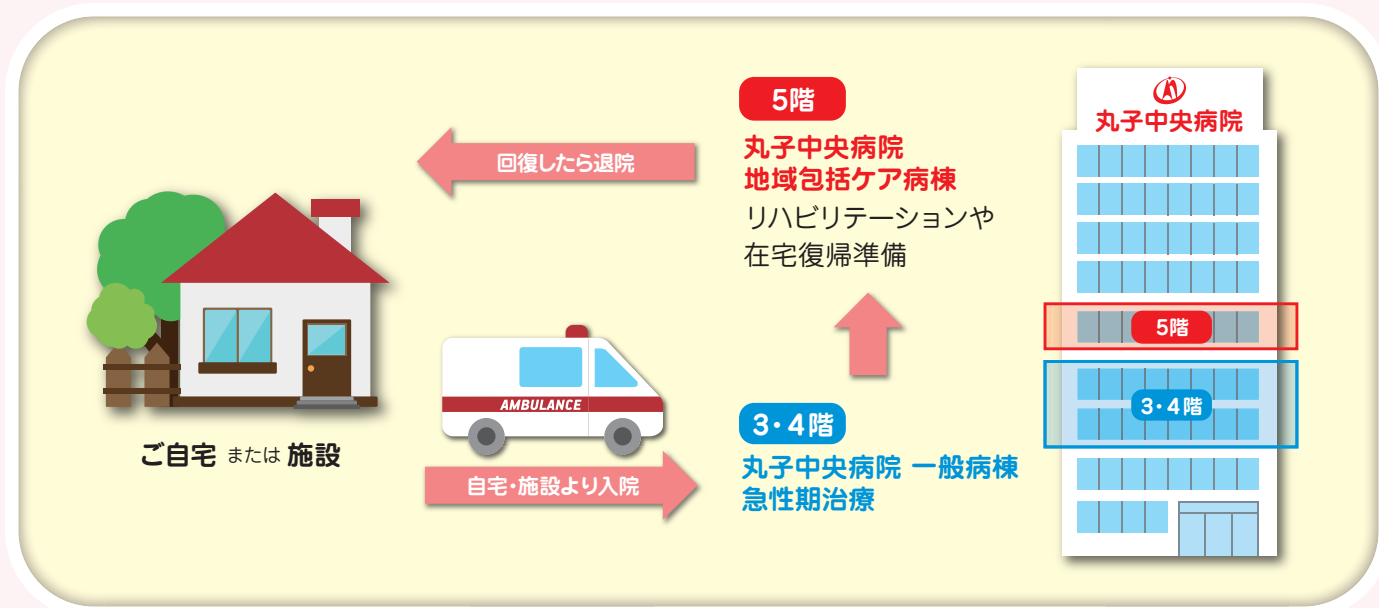 5階
丸子中央病院
地域包括ケア病棟
リハビリテーションや
在宅復帰準備
回復したら退院
丸子中央病院
5階
3・4階
AMBULANCE
ご自宅 または 施設
自宅・施設より入院
3・4階
丸子中央病院 一般病棟
急性期治療